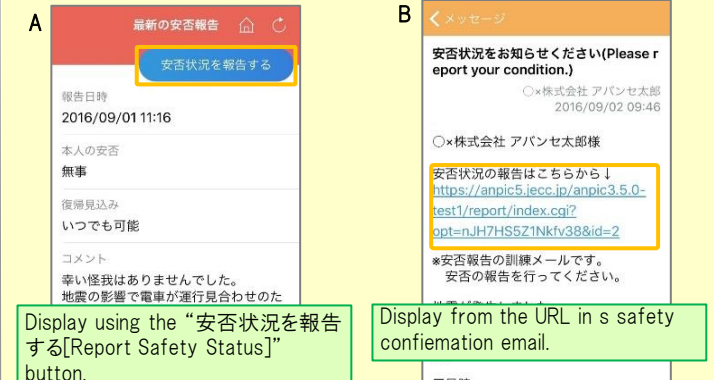 A
最新の安否報告
安否状況を報告する
報告日時
2016/09/01 11:16
本人の安否
無事
復帰見込み
いつでも可能
コメント
幸い怪我はありませんでした。
地震の影響で電車が運行見合わせのた
Display using the “安否状況を報告
する[Report Safety Status]”
button.
B
メッセージ
安否状況をお知らせください(Please r
eport your condition.)
○×株式会社 アバンセ太郎
2016/09/02 09:46
○×株式会社 アバンセ太郎様
安否状況の報告はこちらから↓
https://anpic5.jecc.jp/anpic3.5.0-
test1/report/index.cgi?
opt=nJH7HS5Z1Nkfv38&id=2
※安否報告の訓練メールです。
安否の報告を行ってください。
Display from the URL in s safety
confiemation email.